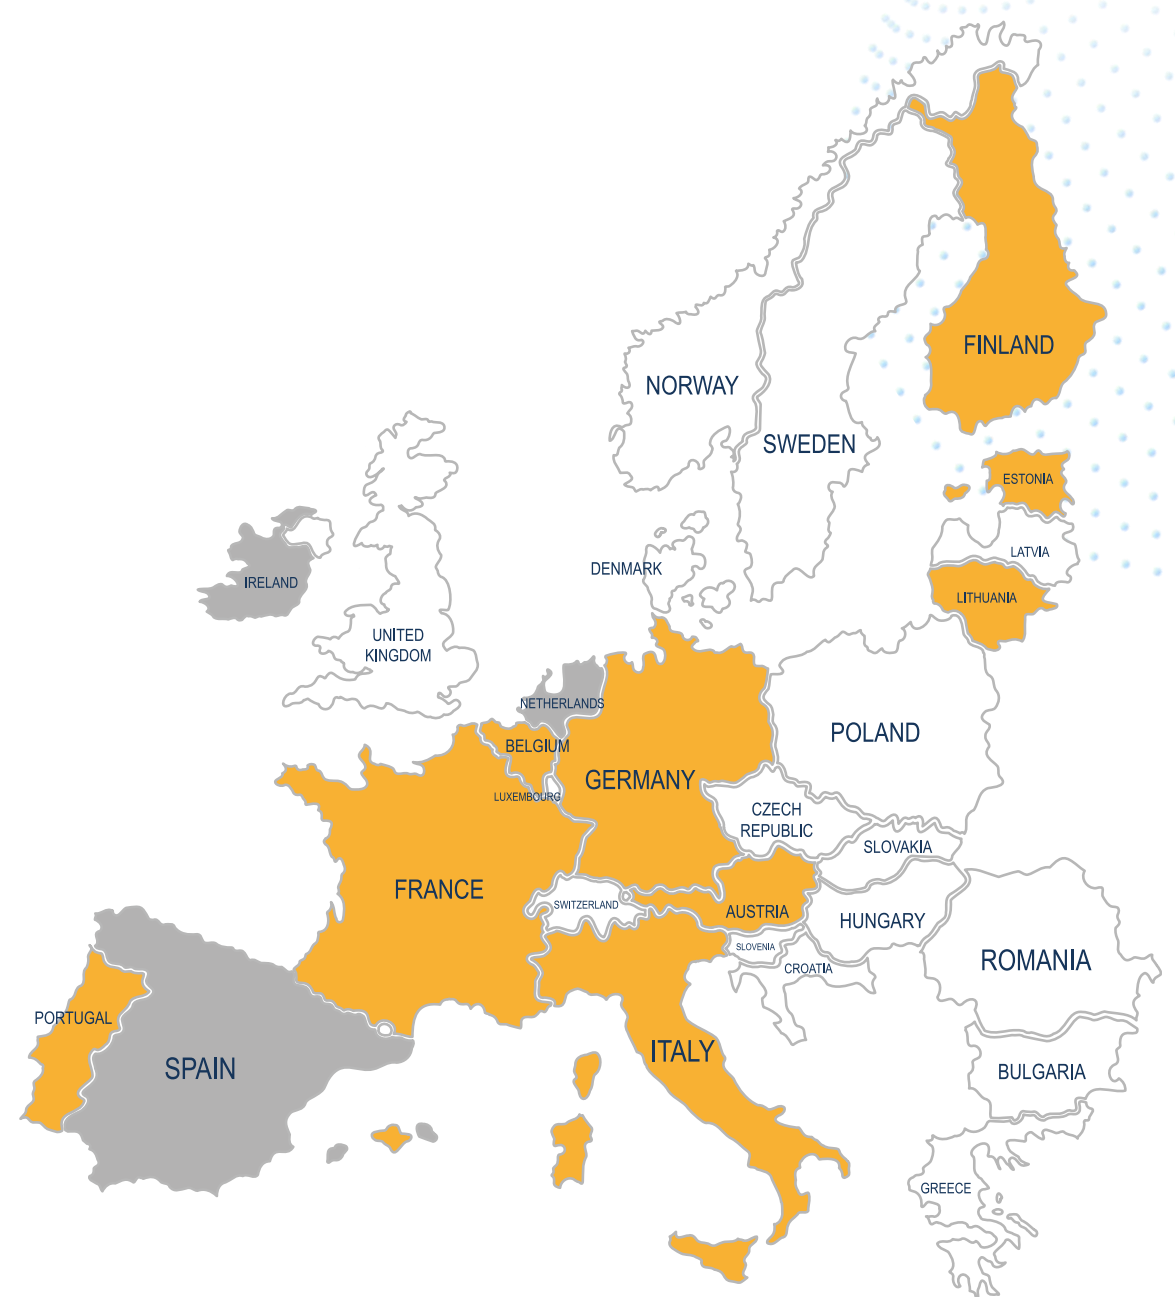 FINLAND
NORWAY
SWEDEN
ESTONIA
LATVIA
DENMARK
IRELAND
LITHUANIA
UNITED
KINGDOM
NETHERLANDS
POLAND
BELGIUM
GERMANY
LUXEMBOURG
CZECH
REPUBLIC
SLOVAKIA
FRANCE
SWITZERLAND
AUSTRIA
HUNGARY
SLOVENIA
ROMANIA
CROATIA
PORTUGAL
ITALY
SPAIN
BULGARIA
GREECE